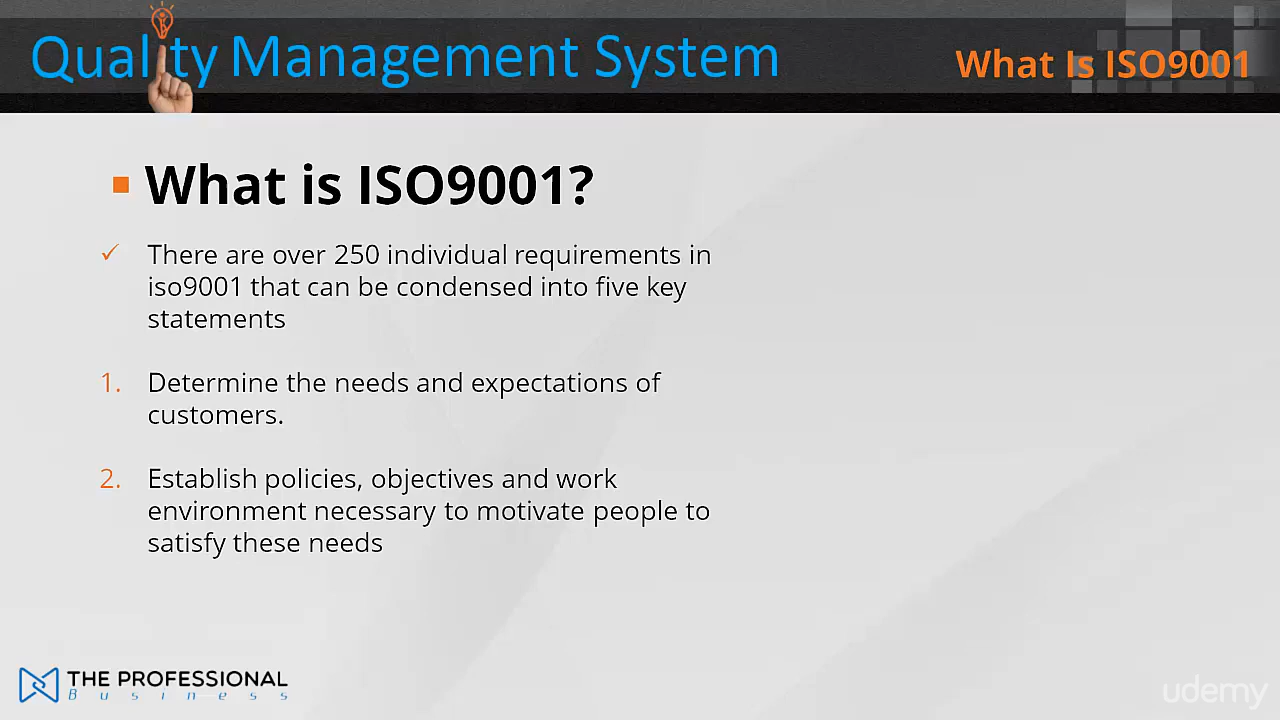 Quality Management System
What Is ISO9001
What is ISO9001?
There are over 250 individual requirements in
iso9001 that can be condensed into five key
statements
1. Determine the needs and expectations of
customers.
2. Establish policies, objectives and work
environment necessary to motivate people to
satisfy these needs
THE PROFESSIONAL
Business
udemy